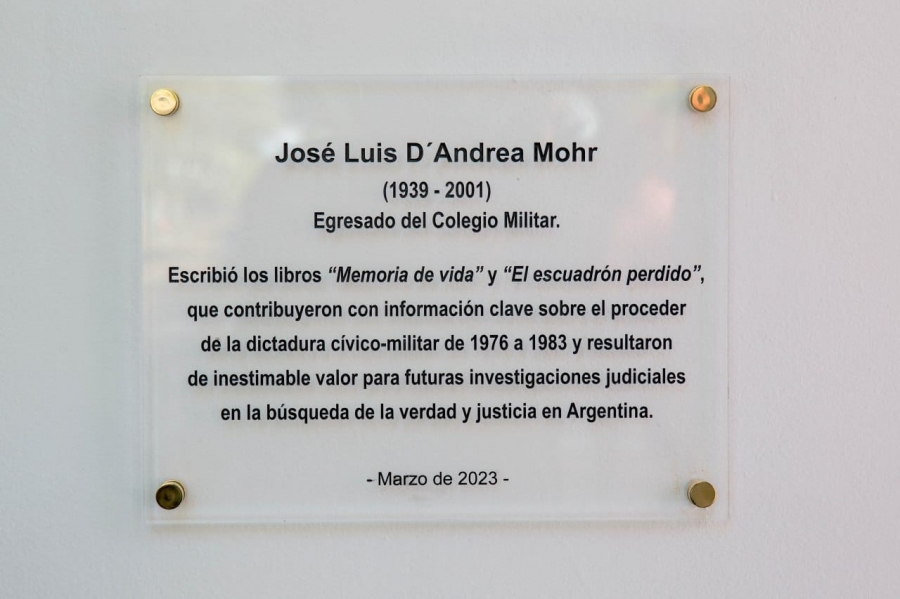 José Luis D´Andrea Mohr
(1939 - 2001)
Egresado del Colegio Militar.
Escribió los libros “Memoria de vida” y “El escuadrón perdido”,
que contribuyeron con información clave sobre el proceder
de la dictadura cívico-militar de 1976 a 1983 y resultaron
de inestimable valor para futuras investigaciones judiciales
en la búsqueda de la verdad y justicia en Argentina.
- Marzo de 2023 -